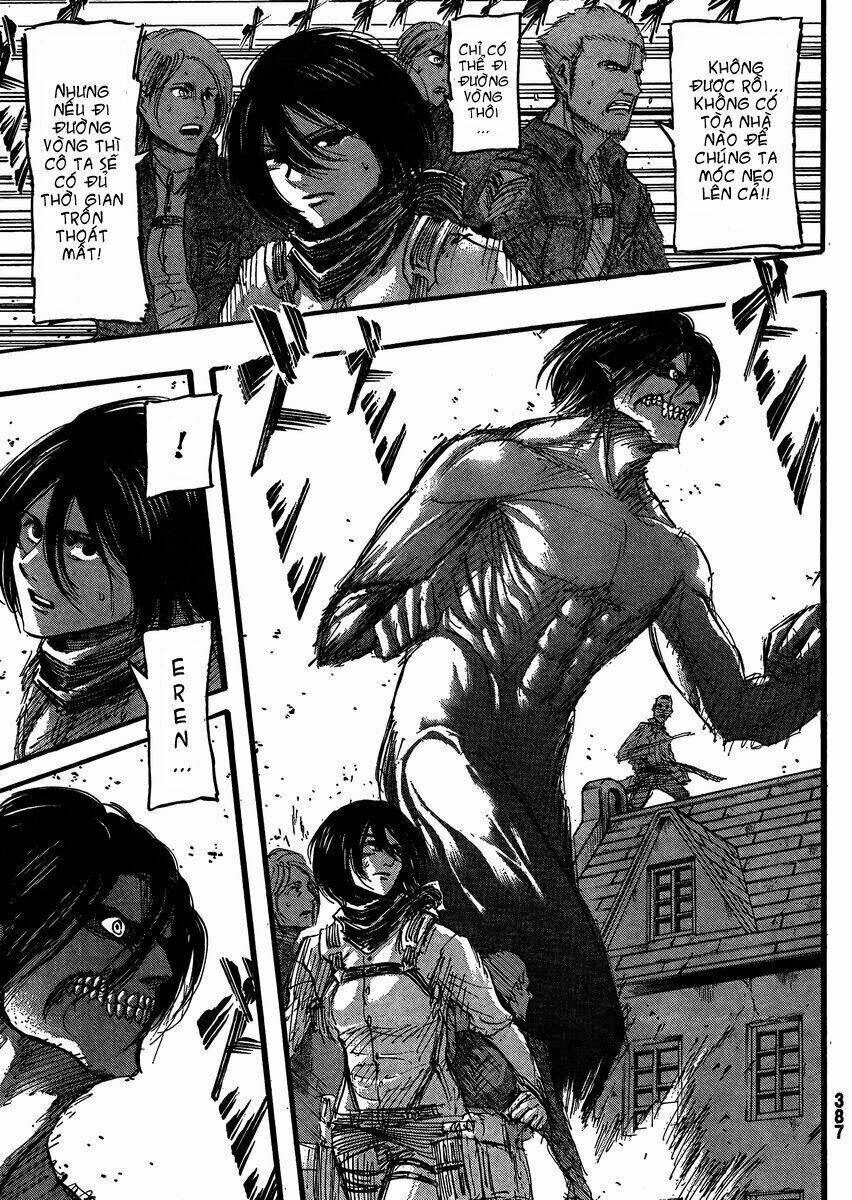 KHÔNG
ĐƯỢC RỒI...
KHÔNG CÓ
TÒA NHÀ
NÀO ĐỂ
CHÚNG TA
MÓC NEO
LÊN CẢ!!
CHỈ CÓ
THỂ ĐI
ĐƯỜNG
VÒNG
THÔI
...
NHƯNG
NẾU ĐI
ĐƯỜNG
VÒNG THÌ
CÔ TA SẼ
CÓ ĐỦ
THỜI GIAN
TRỐN
THOÁT
MẤT!
!
EREN
...
387